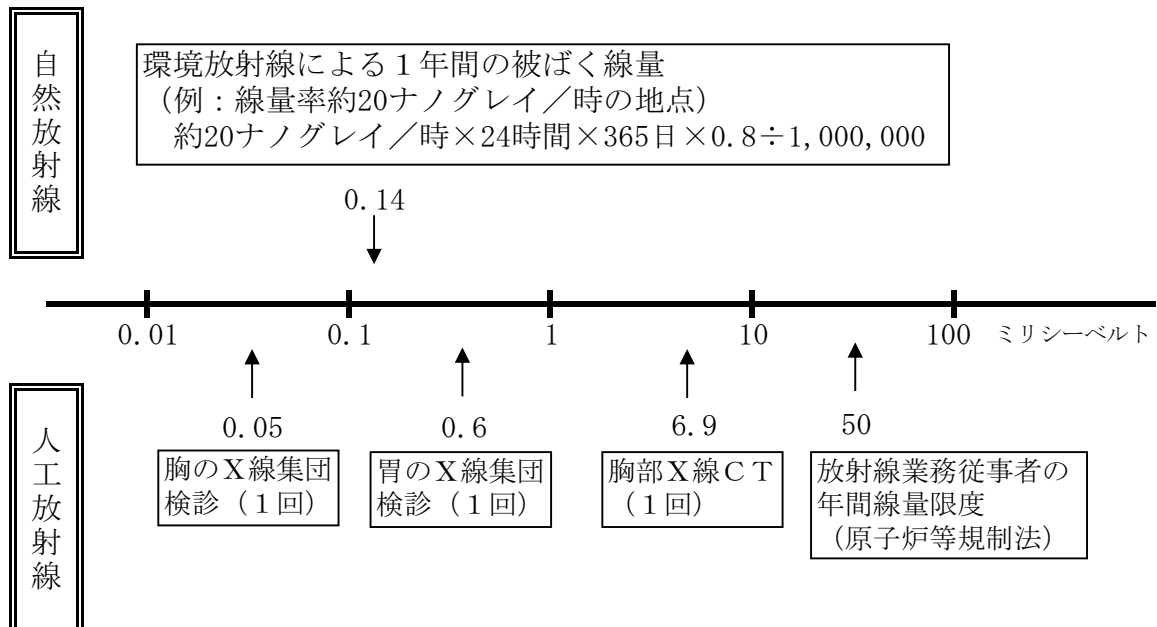 自然放射線
環境放射線による１年間の被ばく線量
（例：線量率約20ナノグレイ／時の地点）
約20ナノグレイ／時×24時間×365日×0.8÷1,000,000
0.14
0.01 0.1 1 10 100 ミリシーベルト
人工放射線
0.05
胸のＸ線集団
検診（１回）
0.6
胃のＸ線集団
検診（１回）
6.9
胸部Ｘ線ＣＴ
（１回）
50
放射線業務従事者の
年間線量限度
（原子炉等規制法）